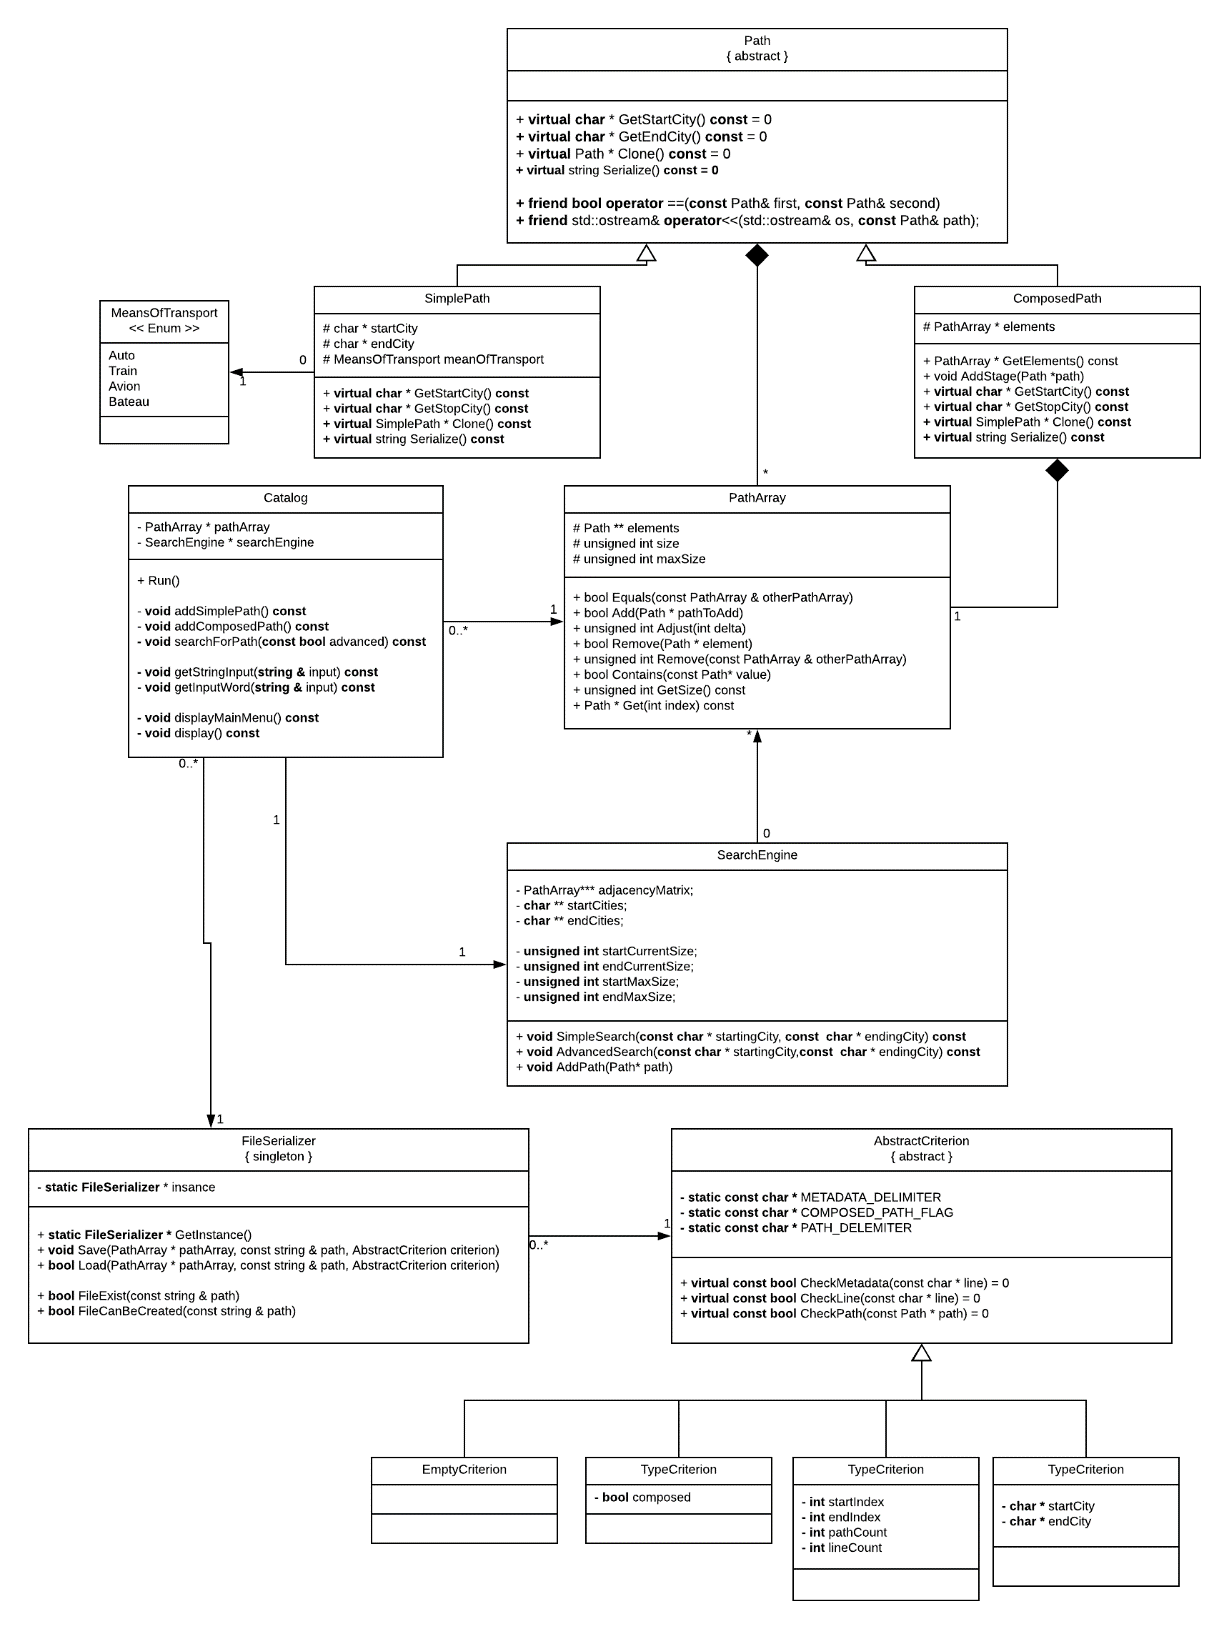 Path
{ abstract }
+ virtual char * GetStartCity() const = 0
+ virtual char * GetEndCity() const = 0
+ virtual Path * Clone() const = 0
+ virtual string Serialize() const = 0
+ friend bool operator ==(const Path& first, const Path& second)
+ friend std::ostream& operator<<(std::ostream& os, const Path& path);
MeansOfTransport
<< Enum >>
Auto
Train
Avion
Bateau
0
1
SimplePath
# char * startCity
# char * endCity
# MeansOfTransport meanOfTransport
+ virtual char * GetStartCity() const
+ virtual char * GetStopCity() const
+ virtual SimplePath * Clone() const
+ virtual string Serialize() const
ComposedPath
# PathArray * elements
+ PathArray * GetElements() const
+ void AddStage(Path *path)
+ virtual char * GetStartCity() const
+ virtual char * GetStopCity() const
+ virtual SimplePath * Clone() const
+ virtual string Serialize() const
*
Catalog
- PathArray * pathArray
- SearchEngine * searchEngine
+ Run()
- void addSimplePath() const
- void addComposedPath() const
- void searchForPath(const bool advanced) const
- void getStringInput(string & input) const
- void getInputWord(string & input) const
- void displayMainMenu() const
- void display() const
0..*
1
PathArray
# Path ** elements
# unsigned int size
# unsigned int maxSize
+ bool Equals(const PathArray & otherPathArray)
+ bool Add(Path * pathToAdd)
+ unsigned int Adjust(int delta)
+ bool Remove(Path * element)
+ unsigned int Remove(const PathArray & otherPathArray)
+ bool Contains(const Path* value)
+ unsigned int GetSize() const
+ Path * Get(int index) const
1
*
0..*
1
0
1
SearchEngine
- PathArray*** adjacencyMatrix;
- char ** startCities;
- char ** endCities;
- unsigned int startCurrentSize;
- unsigned int endCurrentSize;
- unsigned int startMaxSize;
- unsigned int endMaxSize;
+ void SimpleSearch(const char * startingCity, const char * endingCity) const
+ void AdvancedSearch(const char * startingCity,const char * endingCity) const
+ void AddPath(Path* path)
1
FileSerializer
{ singleton }
- static FileSerializer * insance
+ static FileSerializer * GetInstance()
+ void Save(PathArray * pathArray, const string & path, AbstractCriterion criterion)
+ bool Load(PathArray * pathArray, const string & path, AbstractCriterion criterion)
+ bool FileExist(const string & path)
+ bool FileCanBeCreated(const string & path)
0..*
1
AbstractCriterion
{ abstract }
- static const char * METADATA_DELIMITER
- static const char * COMPOSED_PATH_FLAG
- static const char * PATH_DELEMITER
+ virtual const bool CheckMetadata(const char * line) = 0
+ virtual const bool CheckLine(const char * line) = 0
+ virtual const bool CheckPath(const Path * path) = 0
EmptyCriterion
TypeCriterion
- bool composed
TypeCriterion
- int startIndex
- int endIndex
- int pathCount
- int lineCount
TypeCriterion
- char * startCity
- char * endCity